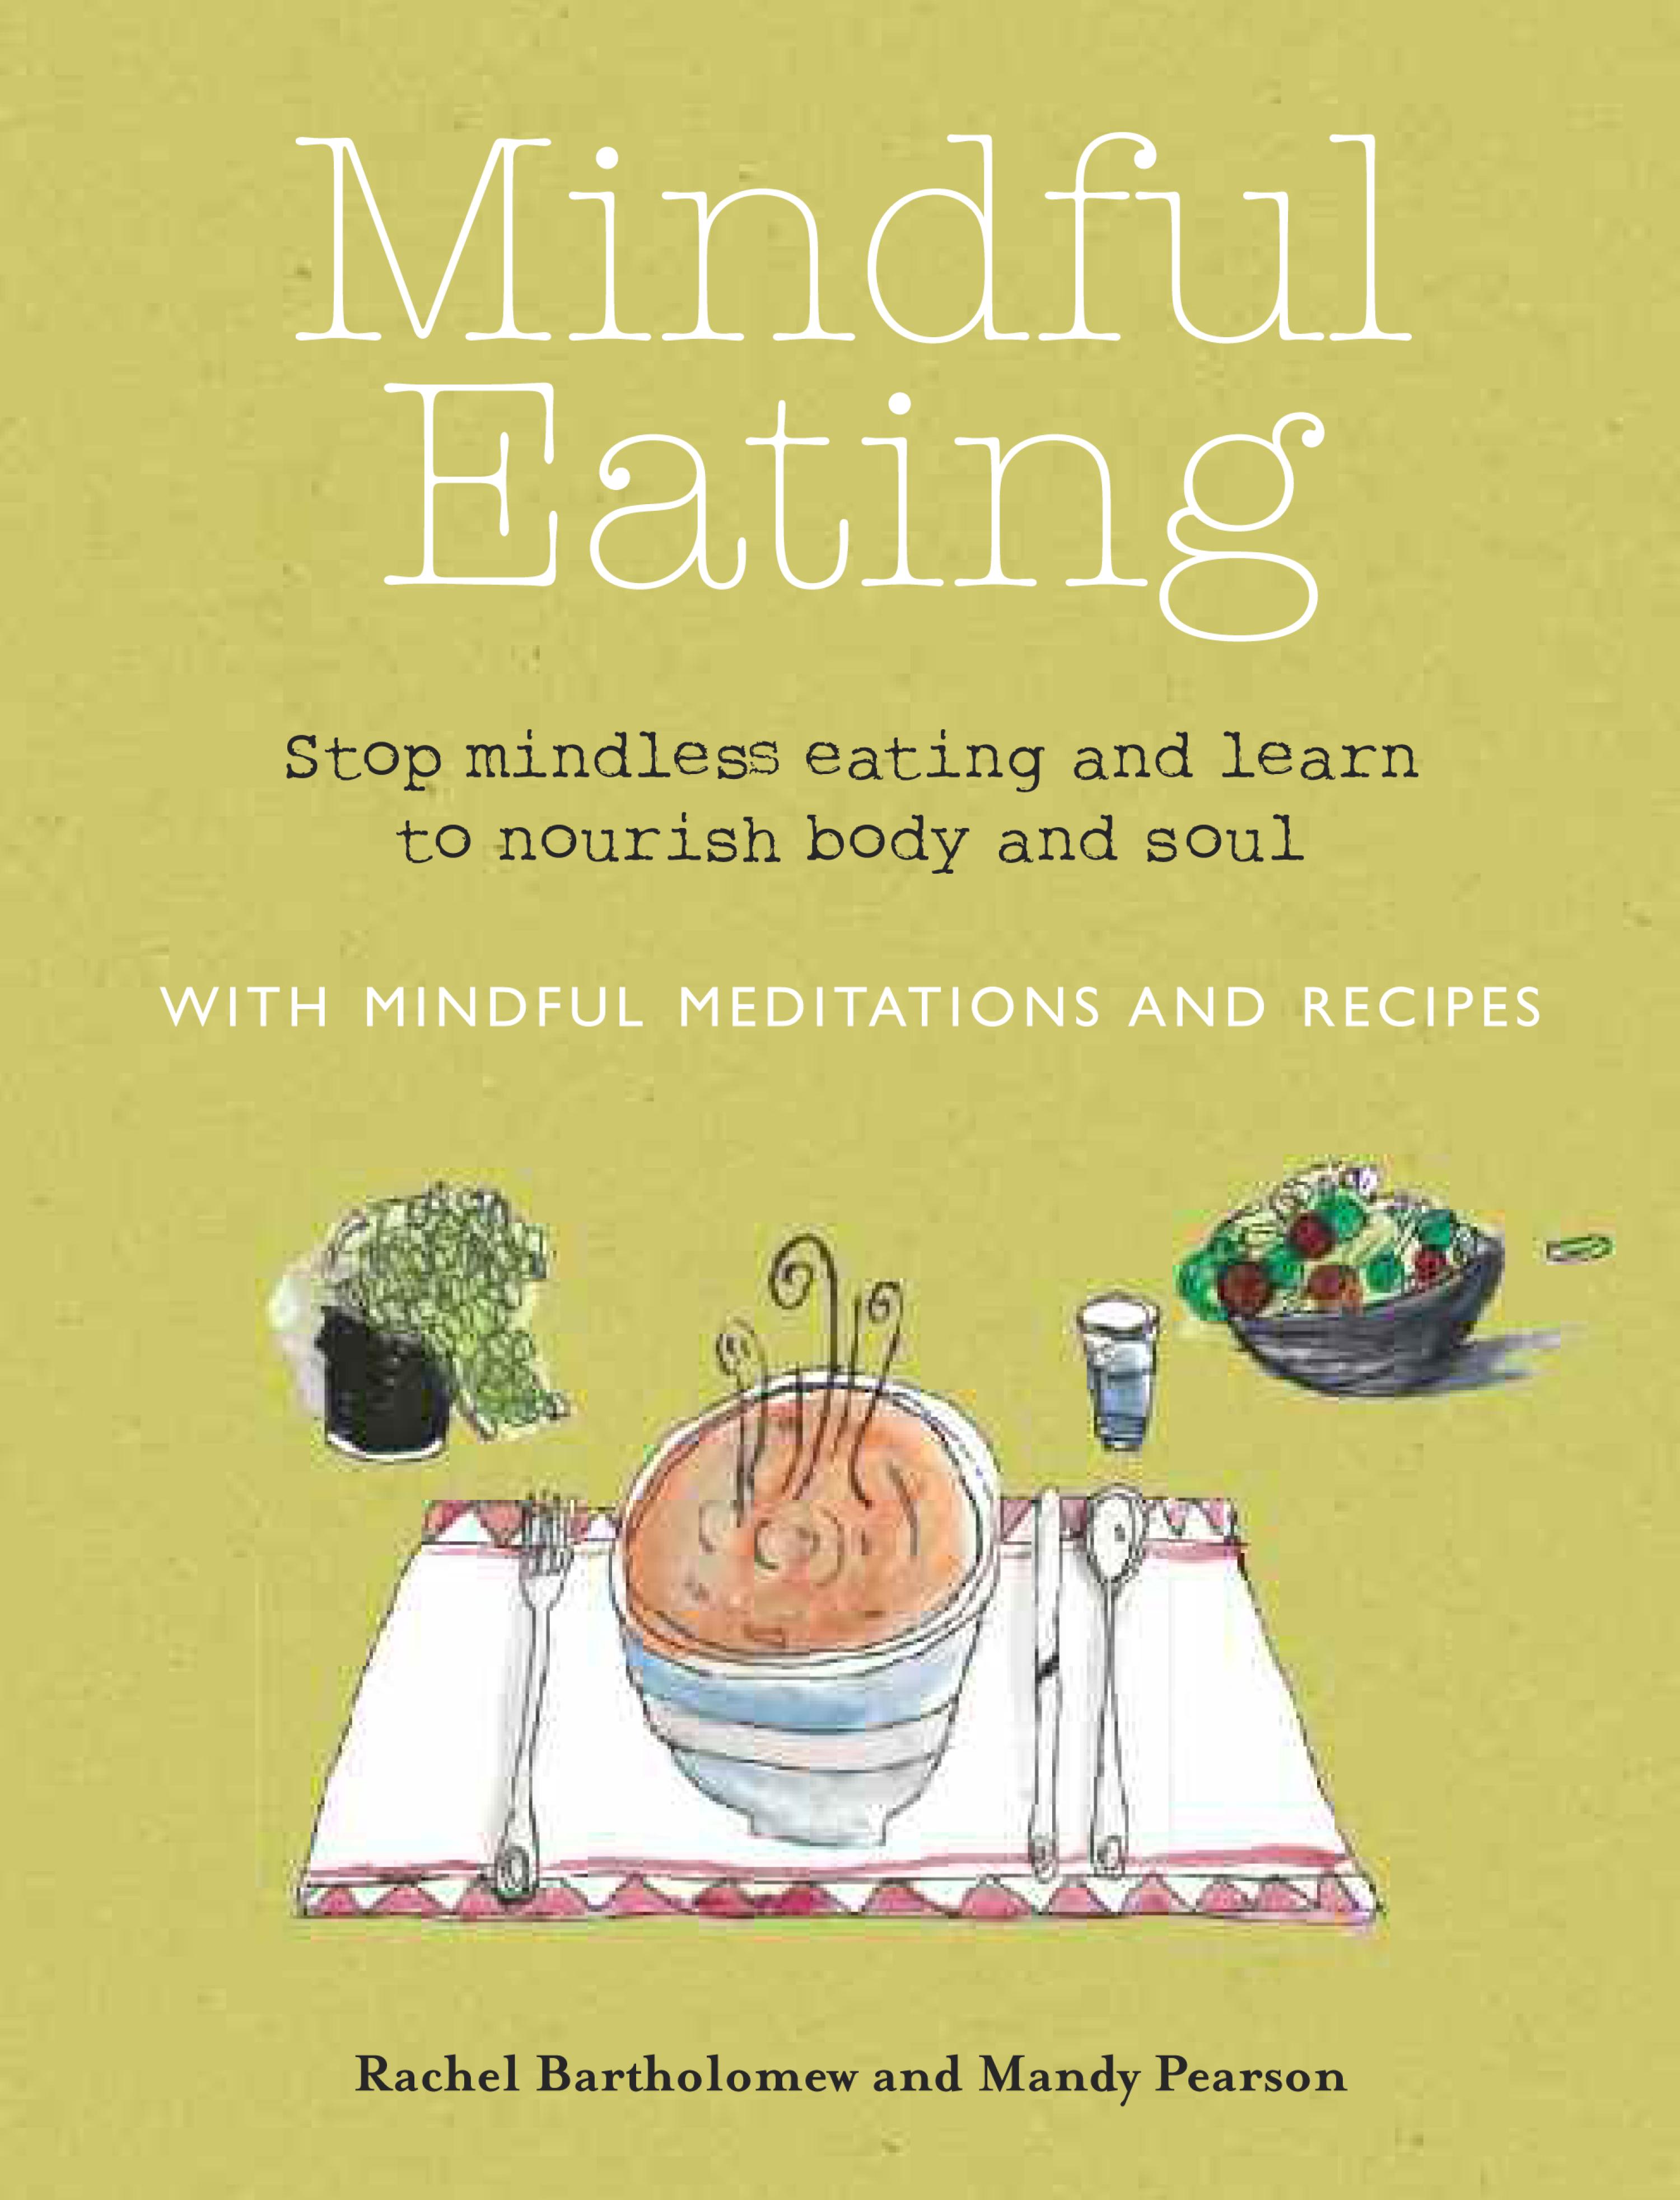 Mindful
Eating
Stop mindless eating and learn
to nourish body and soul
WITH MINDFUL MEDITATIONS AND RECIPES
Rachel Bartholomew and Mandy Pearson